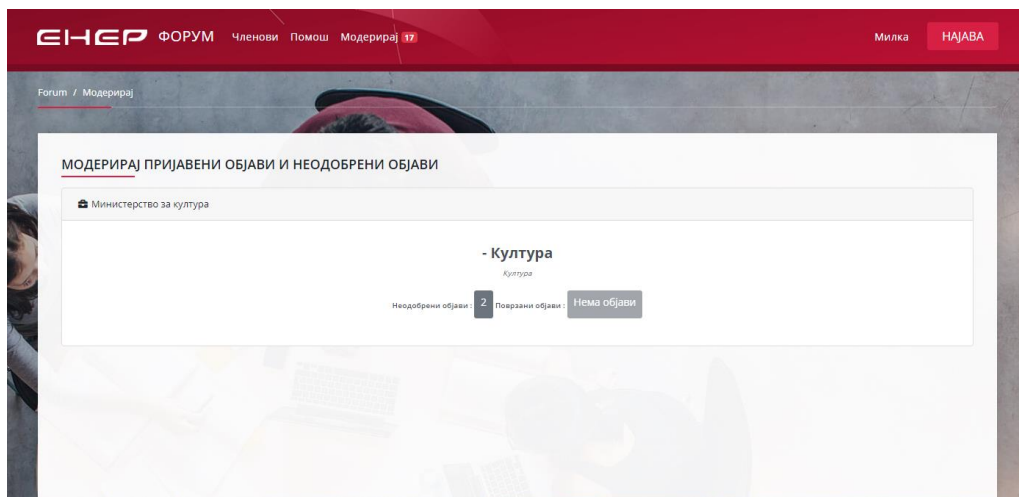 ЕНЕР ФОРУМ Членови Помош Модерирај 17 Милка НАЈАВА
Forum / Модерирај
МОДЕРИРАЈ ПРИЈАВЕНИ ОБЈАВИ И НЕОДОБРЕНИ ОБЈАВИ
Министерство за култура
- Култура
Култура
Неодобрени објави : 2 Поврзани објави : Нема објави